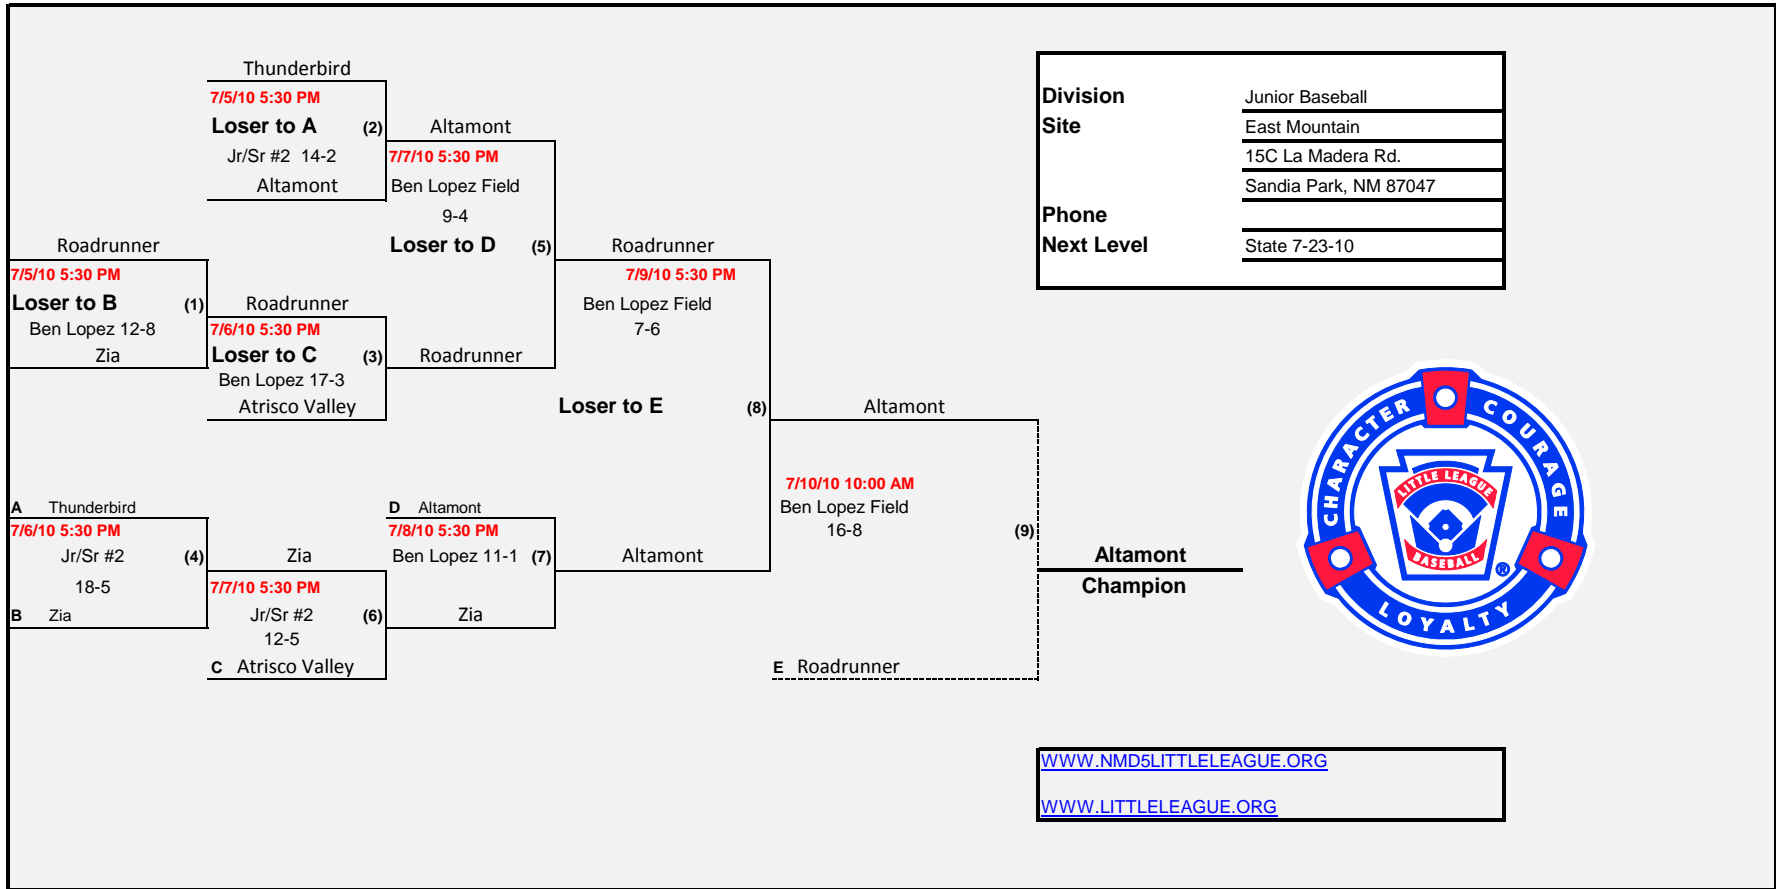 Thunderbird
7/5/10 5:30 PM
Loser to A (2)
Jr/Sr #2 14-2
Altamont
Altamont
7/7/10 5:30 PM
Ben Lopez Field
9-4
Loser to D (5)
Roadrunner
7/5/10 5:30 PM
Loser to B (1)
Ben Lopez 12-8
Zia
Roadrunner
7/6/10 5:30 PM
Loser to C (3)
Ben Lopez 17-3
Atrisco Valley
Roadrunner
Roadrunner
7/9/10 5:30 PM
Ben Lopez Field
7-6
Loser to E (8)
Altamont
7/10/10 10:00 AM
Ben Lopez Field
16-8
(9)
E Roadrunner
A Thunderbird
7/6/10 5:30 PM
Jr/Sr #2 (4)
18-5
B Zia
Zia
7/7/10 5:30 PM
Jr/Sr #2 (6)
12-5
C Atrisco Valley
D Altamont
7/8/10 5:30 PM
Ben Lopez 11-1 (7)
Zia
Altamont
Altamont
Champion
Division Junior Baseball
Site East Mountain
15C La Madera Rd.
Sandia Park, NM 87047
Phone
Next Level State 7-23-10
CHARACTER
COURAGE
LOYALTY
LITTLE LEAGUE
BASEBALL
®
WWW.NMD5LITTLELEAGUE.ORG
WWW.LITTLELEAGUE.ORG